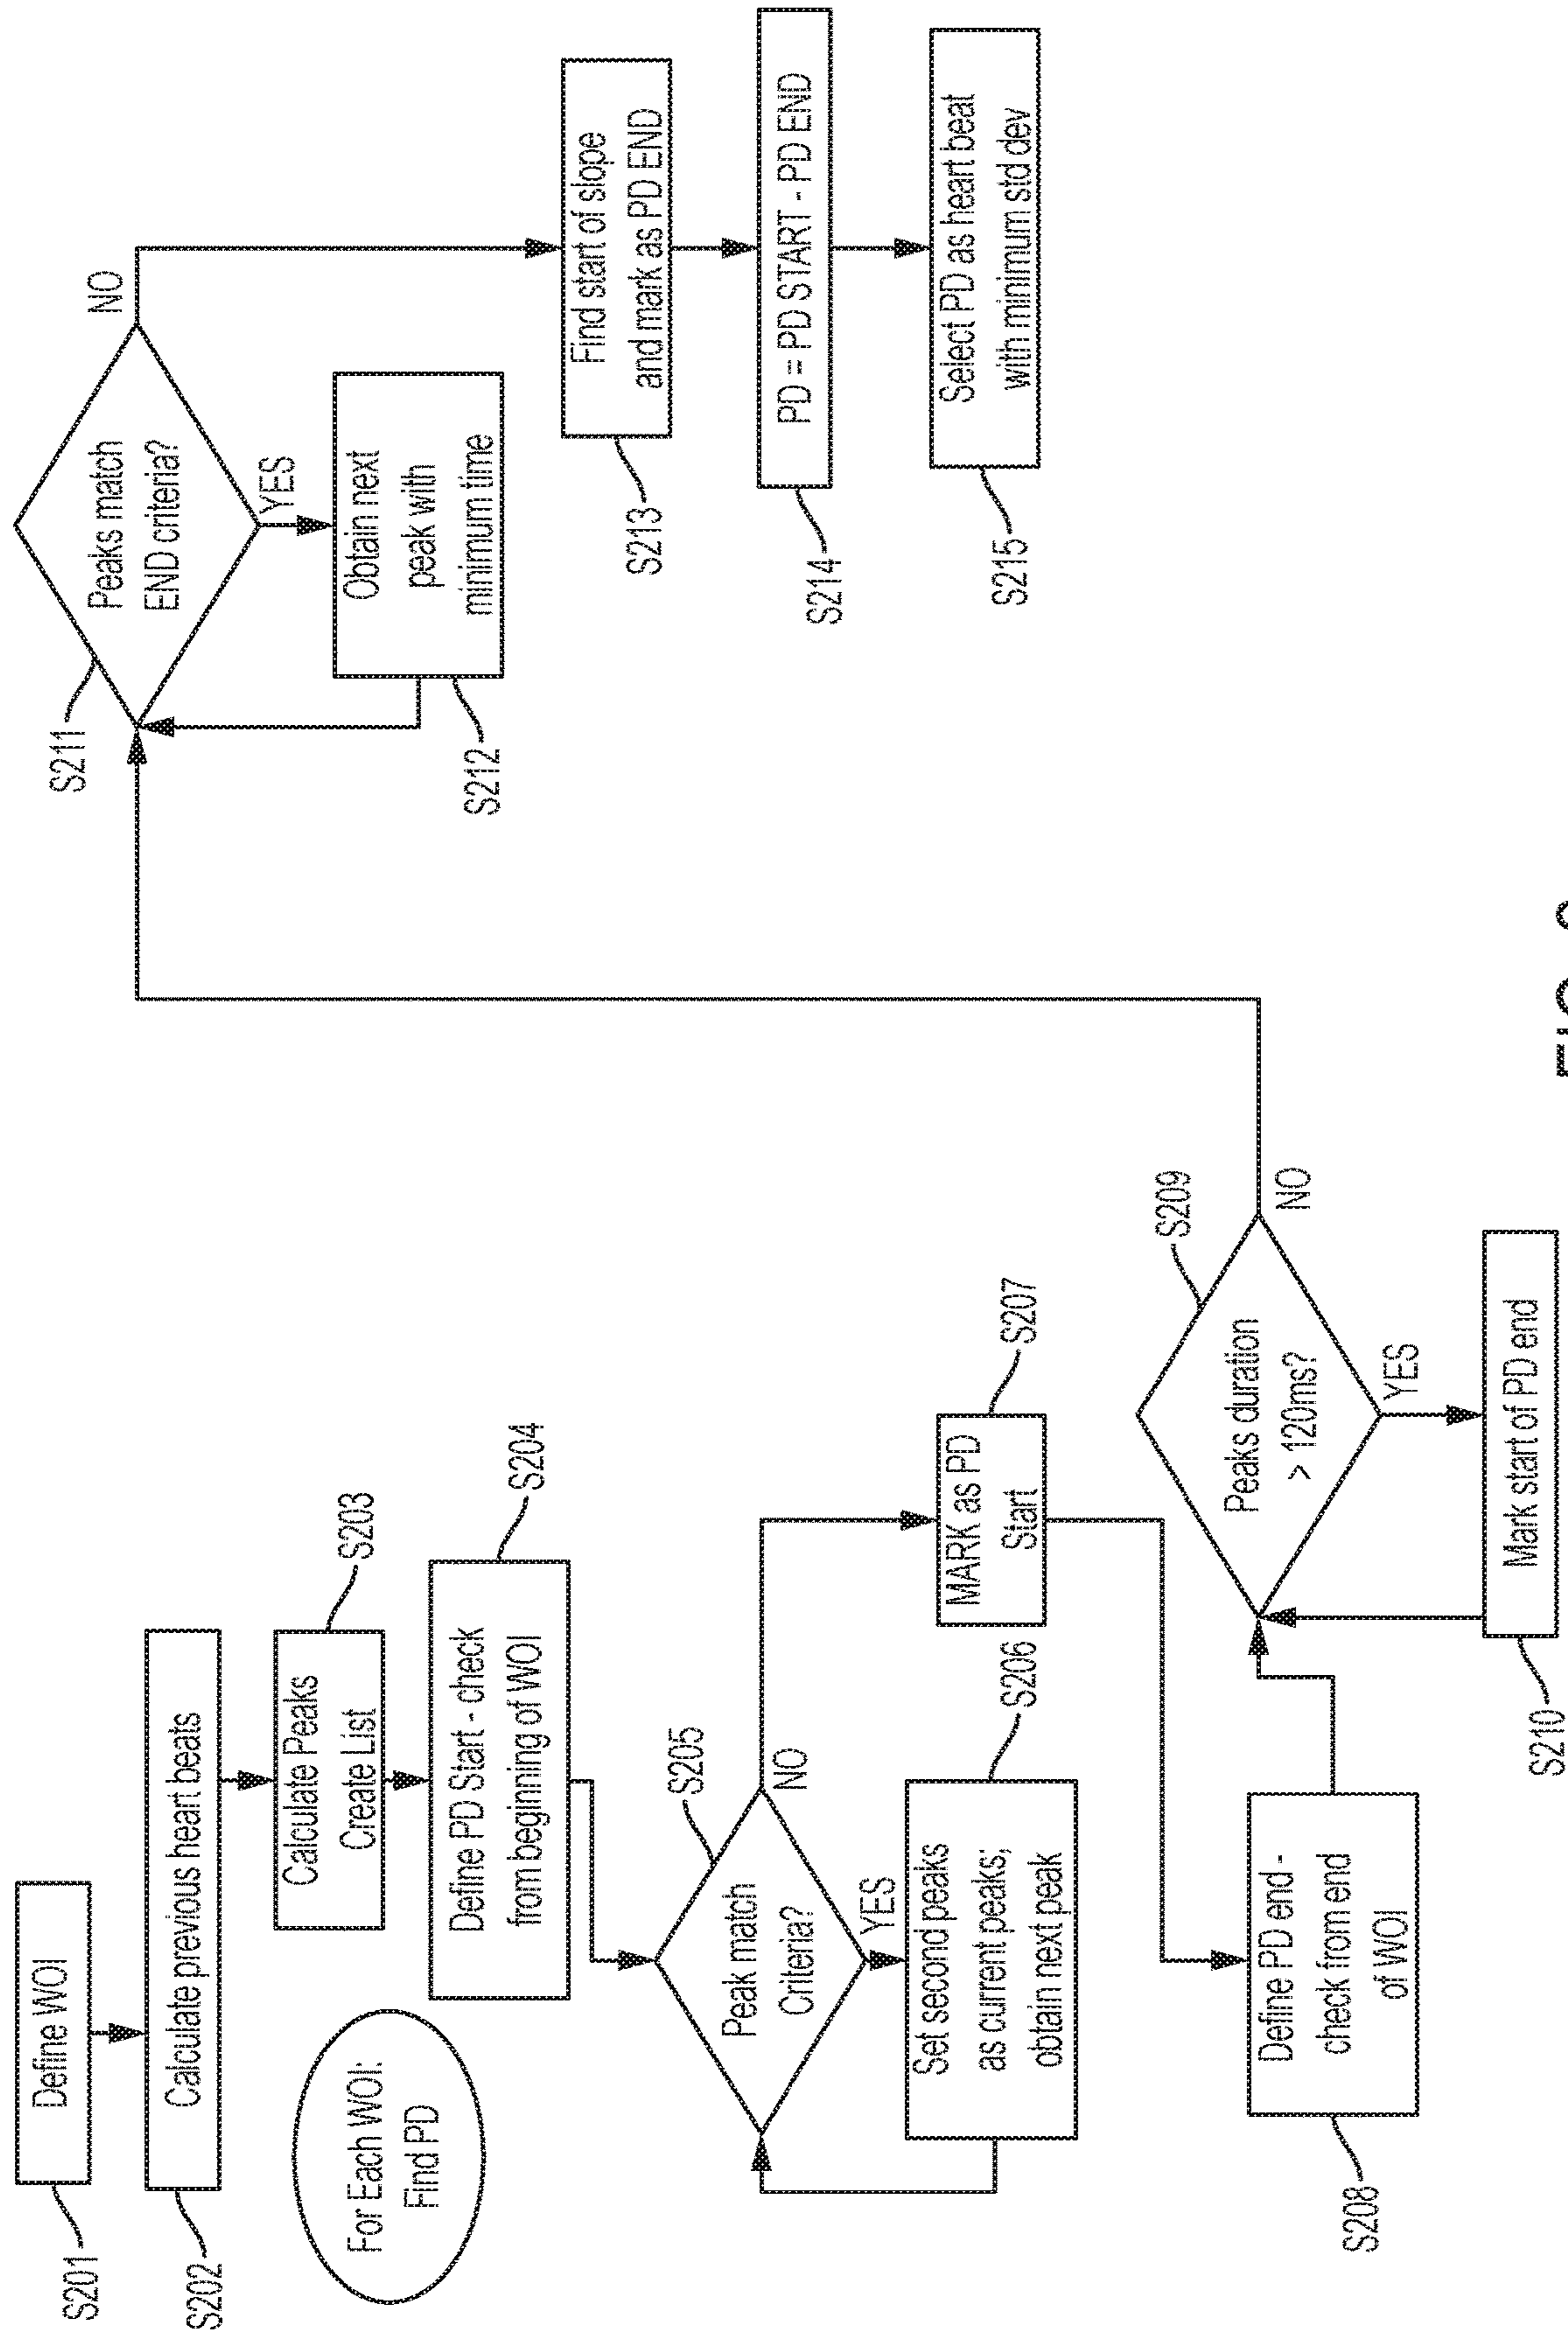 S201
Define WOI
S202
Calculate previous heart beats
For Each WOI:
Find PD
S203
Calculate Peaks
Create List
S204
Define PD Start - check
from beginning of WOI
S205
Peak match
Criteria?
NO
YES
S206
Set second peaks
as current peaks;
obtain next peak
S207
MARK as PD
Start
S208
Define PD end -
check from end
of WOI
S209
Peaks duration
> 120ms?
NO
YES
S210
Mark start of PD end
S211
Peaks match
END criteria?
NO
YES
S212
Obtain next
peak with
minimum time
S213
Find start of slope
and mark as PD END
S214
PD = PD START - PD END
S215
Select PD as heart beat
with minimum std dev